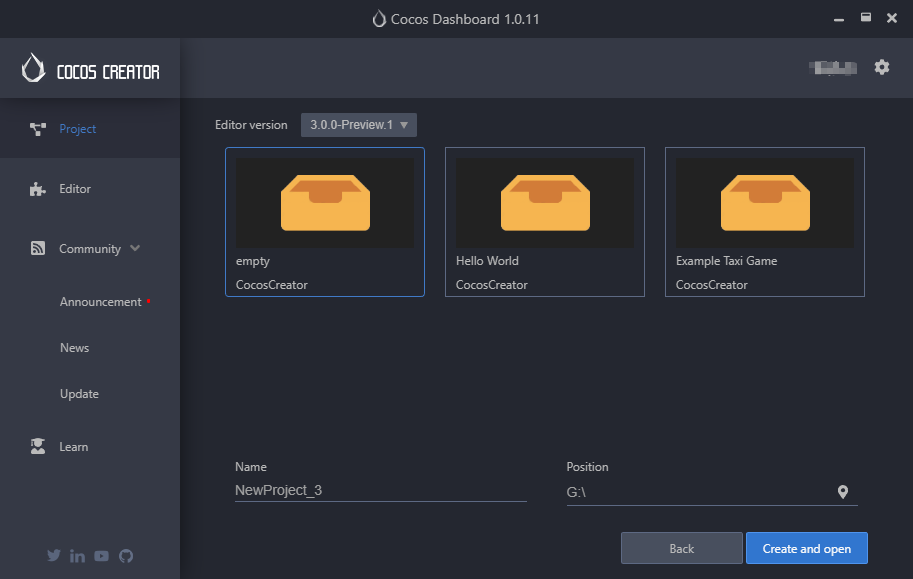 Cocos Dashboard 1.0.11
COCOS CREATOR
Project
Editor
Community
Announcement
News
Update
Learn
Editor version
3.0.0-Preview.1
empty
CocosCreator
Hello World
CocosCreator
Example Taxi Game
CocosCreator
Name
NewProject_3
Position
G:\
Back
Create and open